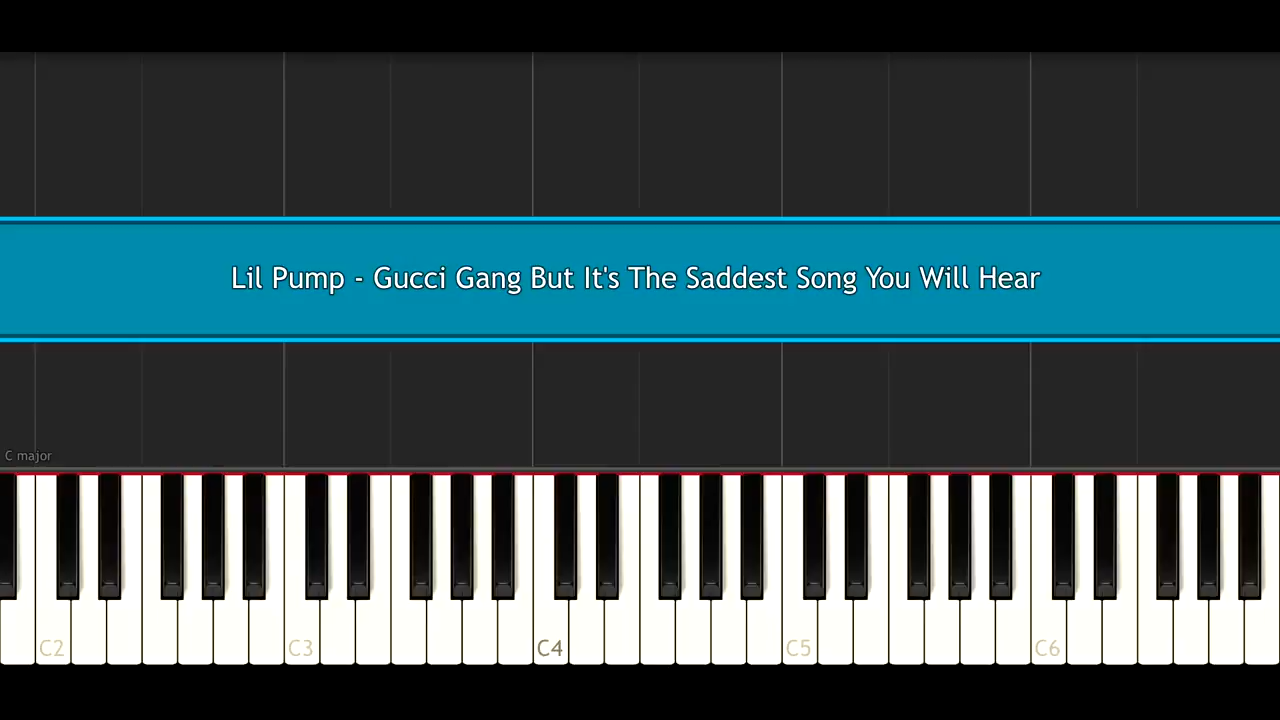 Lil Pump - Gucci Gang But It's The Saddest Song You Will Hear
C major
C2 C3 C4 C5 C6